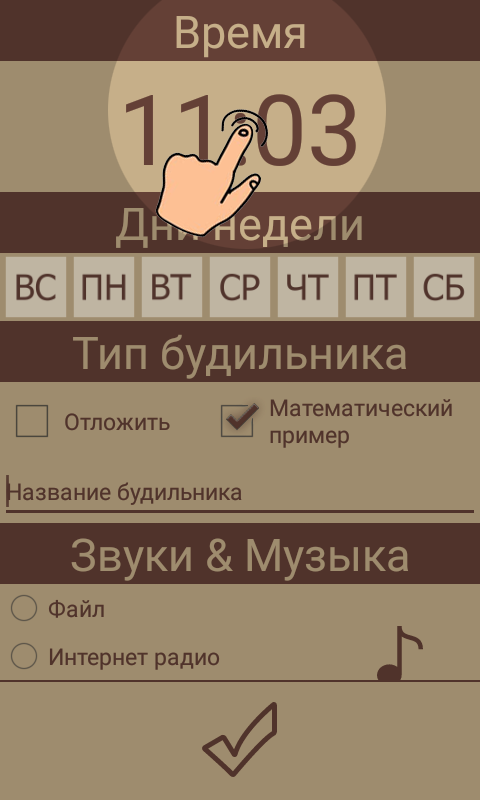 Время
11:03
Дни недели
ВС ПН ВТ СР ЧТ ПТ СБ
Тип будильника
Отложить
Математический
пример
Название будильника
Звуки & Музыка
Файл
Интернет радио